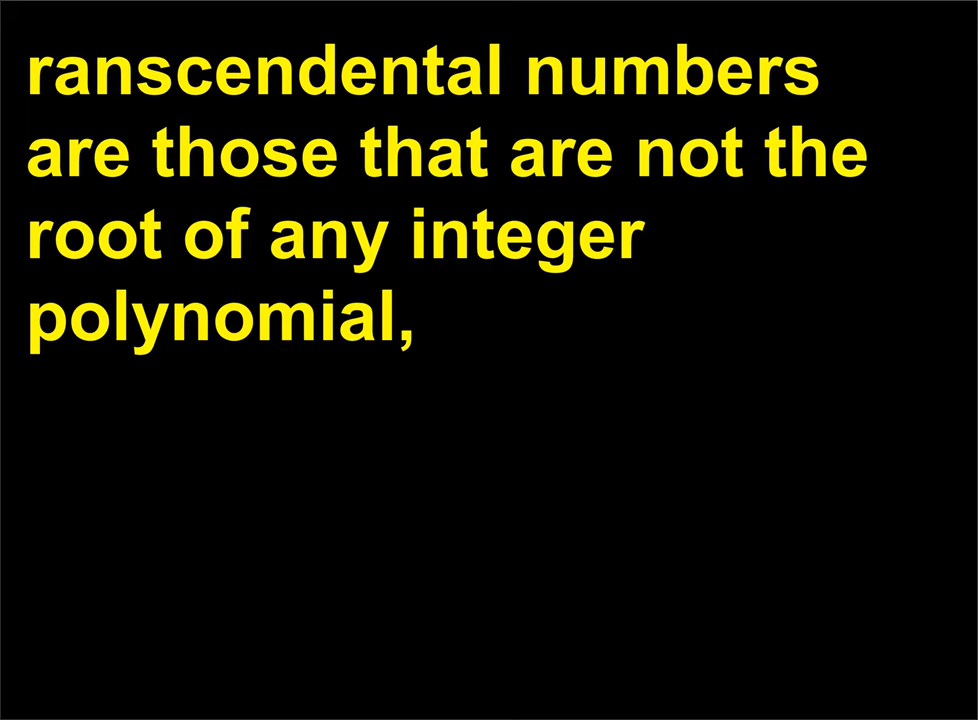 ranscendental numbers
are those that are not the
root of any integer
polynomial,